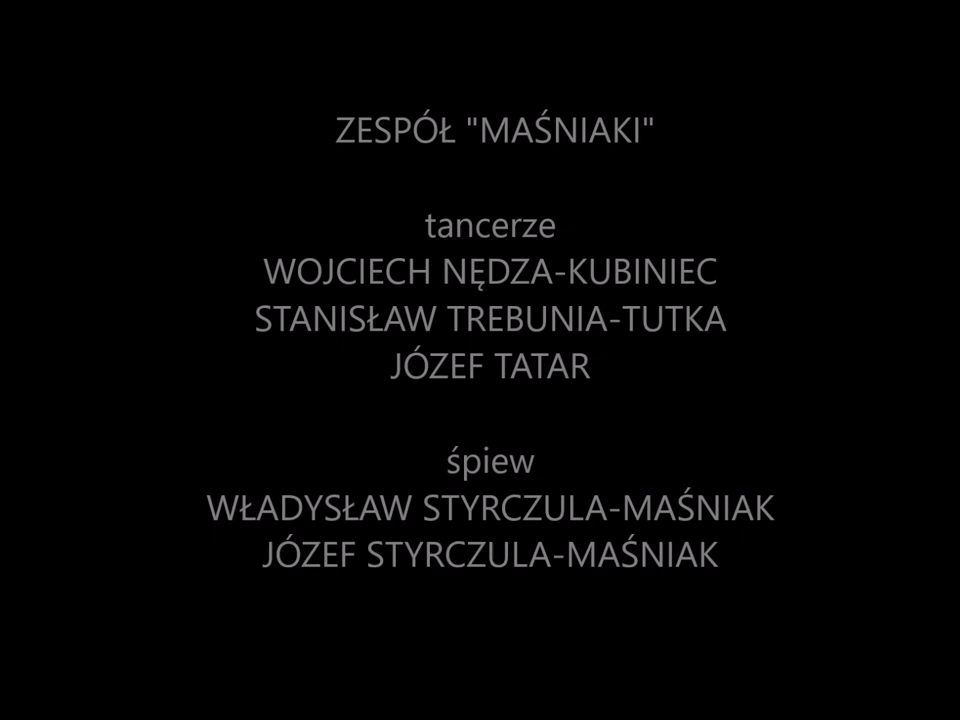 ZESPÓŁ "MAŚNIAKI"
tancerze
WOJCIECH NĘDZA-KUBINIEC
STANISŁAW TREBUNIA-TUTKA
JÓZEF TATAR
śpiew
WŁADYSŁAW STYRCZULA-MAŚNIAK
JÓZEF STYRCZULA-MAŚNIAK